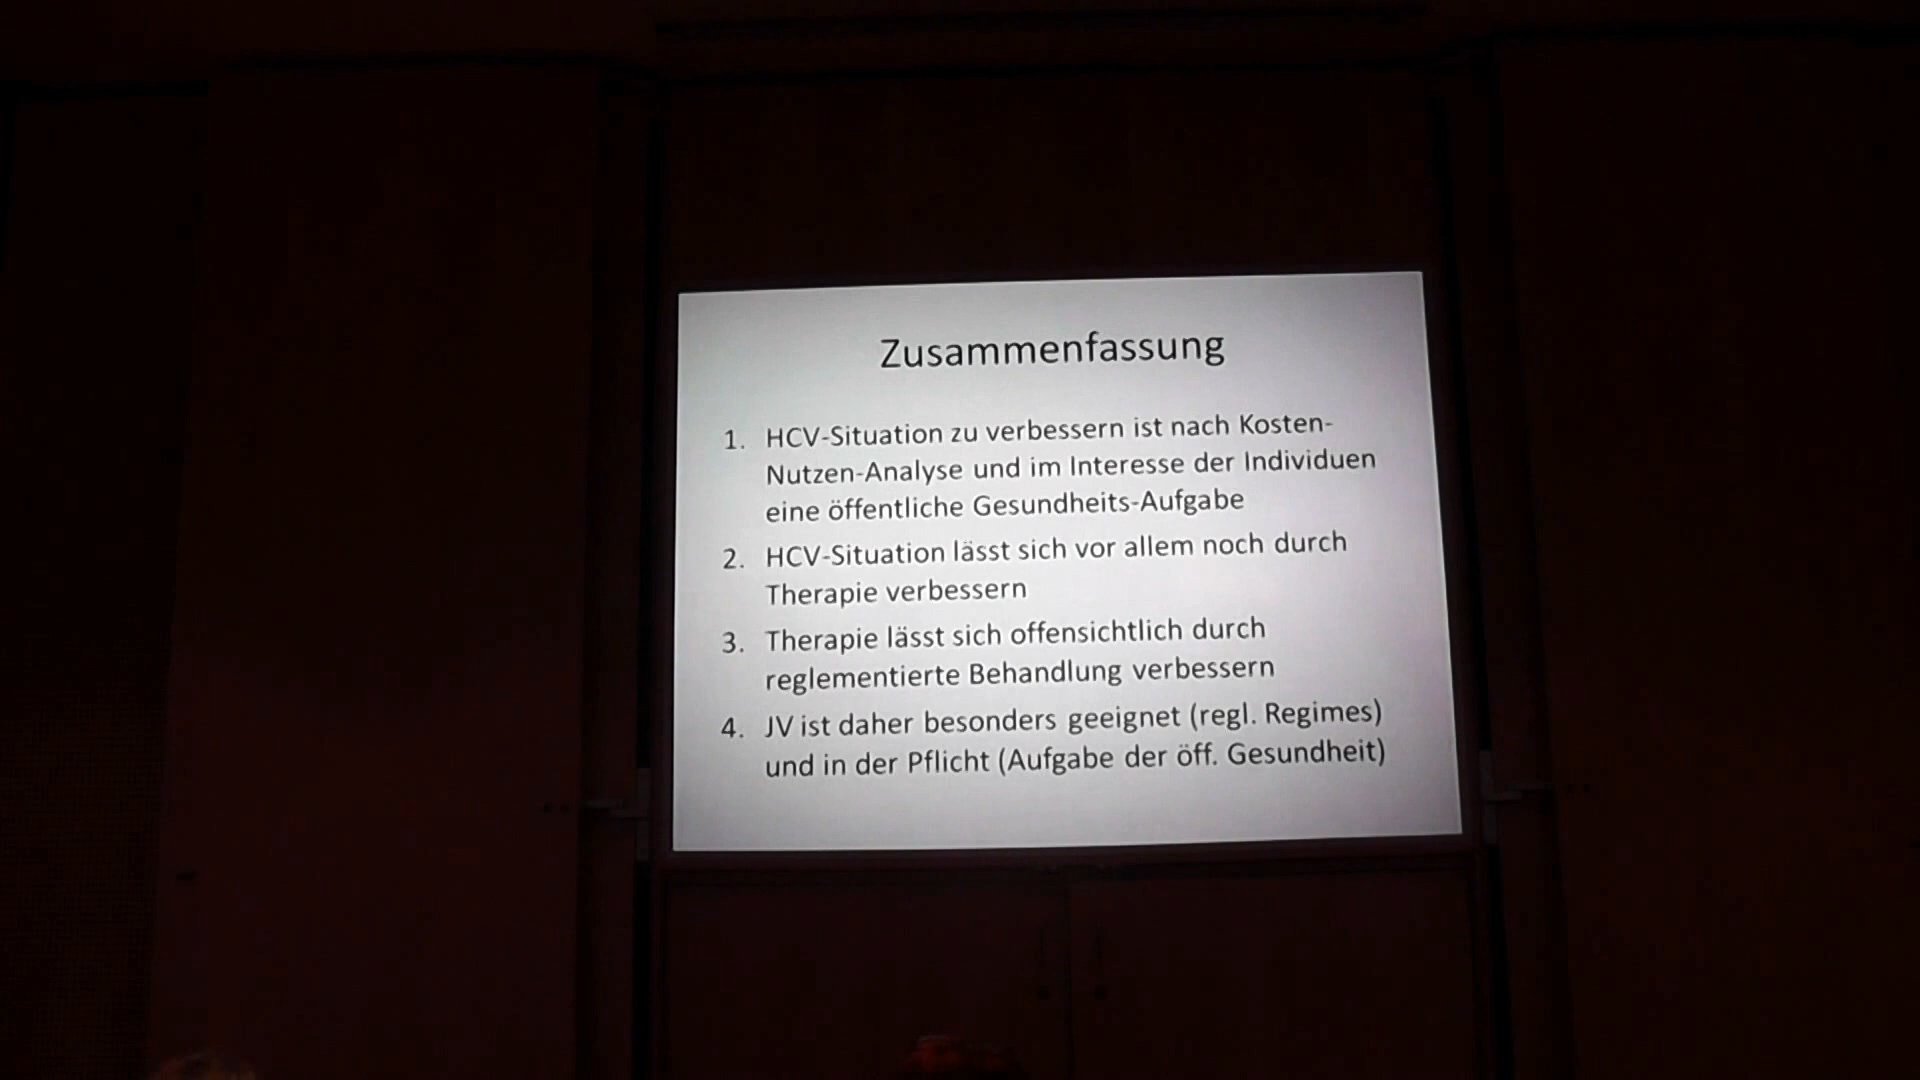 Zusammenfassung
1. HCV-Situation zu verbessern ist nach Kosten-
Nutzen-Analyse und im Interesse der Individuen
eine öffentliche Gesundheits-Aufgabe
2. HCV-Situation lässt sich vor allem noch durch
Therapie verbessern
3. Therapie lässt sich offensichtlich durch
reglementierte Behandlung verbessern
4. JV ist daher besonders geeignet (regl. Regimes)
und in der Pflicht (Aufgabe der öff. Gesundheit)